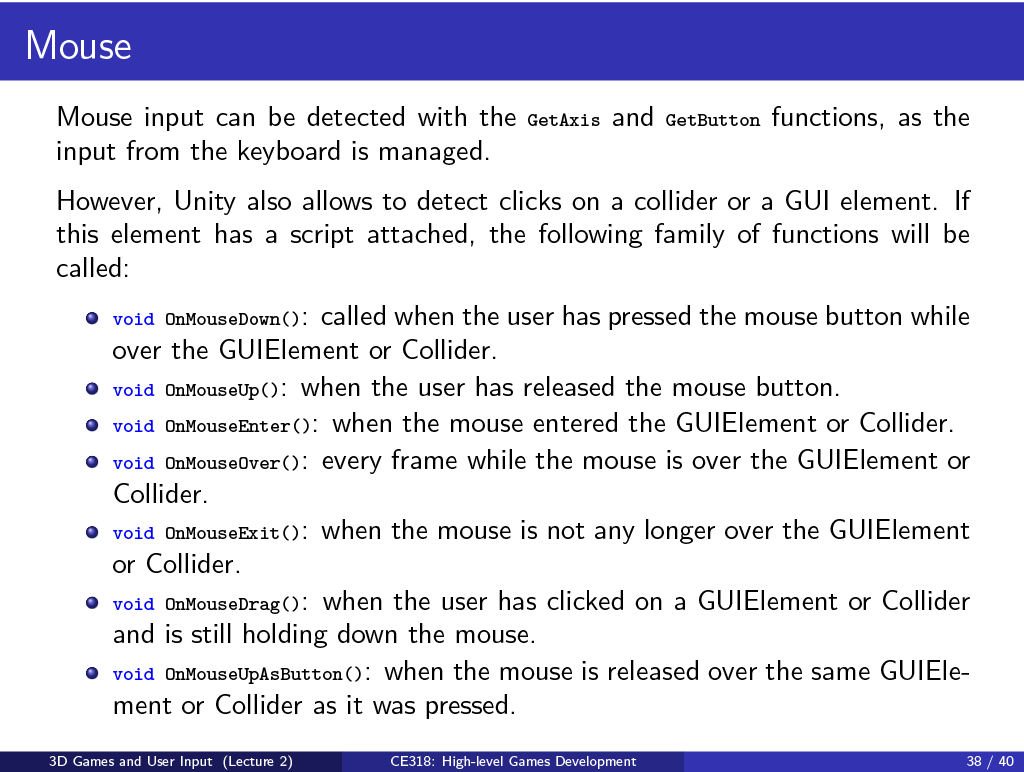 Mouse
Mouse input can be detected with the GetAxis and GetButton functions, as the
input from the keyboard is managed.
However, Unity also allows to detect clicks on a collider or a GUI element. If
this element has a script attached, the following family of functions will be
called:
void OnMouseDown(): called when the user has pressed the mouse button while
over the GUIElement or Collider.
void OnMouseUp(): when the user has released the mouse button.
void OnMouseEnter(): when the mouse entered the GUIElement or Collider.
void OnMouseOver(): every frame while the mouse is over the GUIElement or
Collider.
void OnMouseExit(): when the mouse is not any longer over the GUIElement
or Collider.
void OnMouseDrag(): when the user has clicked on a GUIElement or Collider
and is still holding down the mouse.
void OnMouseUpAsButton(): when the mouse is released over the same GUIEle-
ment or Collider as it was pressed.
3D Games and User Input (Lecture 2) CE318: High-level Games Development 38 / 40